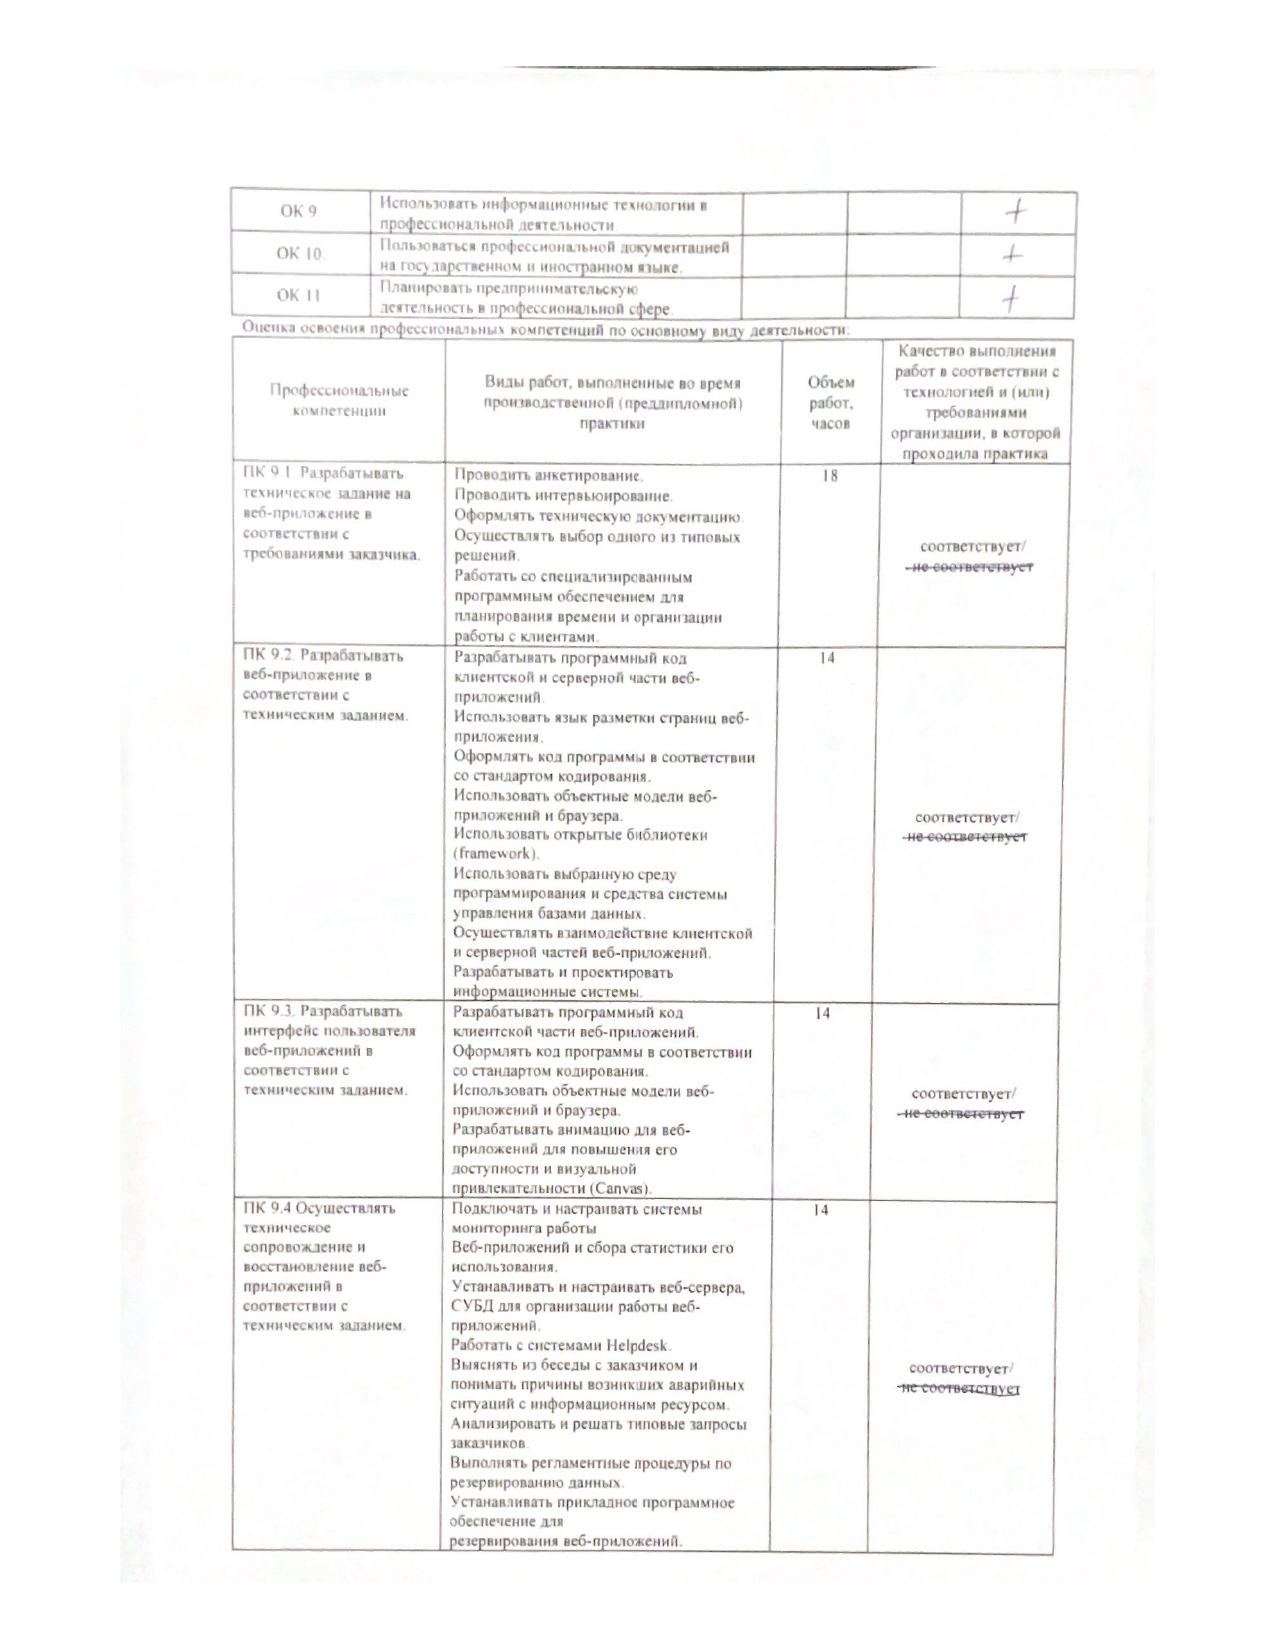 ОК 9
Использовать информационные технологии в
профессиональной деятельности
+
ОК 10.
Пользоваться профессиональной документацией
на государственном и иностранном языке.
+
ОК 11
Планировать предпринимательскую
деятельность в профессиональной сфере.
+
Оценка освоения профессиональных компетенций по основному виду деятельности:
Профессиональные
компетенции
Виды работ, выполненные во время
производственной (преддипломной)
практики
Объем
работ,
часов
Качество выполнения
работ в соответствии с
технологией и (или)
требованиями
организации, в которой
проходила практика
ПК 9.1 Разрабатывать
техническое задание на
веб-приложение в
соответствии с
требованиями заказчика.
Проводить анкетирование.
Проводить интервьюирование.
Оформлять техническую документацию.
Осуществлять выбор одного из типовых
решений.
Работать со специализированным
программным обеспечением для
планирования времени и организации
работы с клиентами.
18
соответствует/
не соответствует
ПК 9.2. Разрабатывать
веб-приложение в
соответствии с
техническим заданием.
Разрабатывать программный код
клиентской и серверной части веб-
приложений.
Использовать язык разметки страниц веб-
приложения.
Оформлять код программы в соответствии
со стандартом кодирования.
Использовать объектные модели веб-
приложений и браузера.
Использовать открытые библиотеки
(framework).
Использовать выбранную среду
программирования и средства системы
управления базами данных.
Осуществлять взаимодействие клиентской
и серверной частей веб-приложений.
Разрабатывать и проектировать
информационные системы.
14
соответствует/
не соответствует
ПК 9.3. Разрабатывать
интерфейс пользователя
веб-приложений в
соответствии с
техническим заданием.
Разрабатывать программный код
клиентской части веб-приложений.
Оформлять код программы в соответствии
со стандартом кодирования.
Использовать объектные модели веб-
приложений и браузера.
Разрабатывать анимацию для веб-
приложений для повышения его
доступности и визуальной
привлекательности (Canvas).
14
соответствует/
не соответствует
ПК 9.4 Осуществлять
техническое
сопровождение и
восстановление веб-
приложений в
соответствии с
техническим заданием.
Подключать и настраивать системы
мониторинга работы
Веб-приложений и сбора статистики его
использования.
Устанавливать и настраивать веб-сервера,
СУБД для организации работы веб-
приложений.
Работать с системами Helpdesk.
Выяснять из беседы с заказчиком и
понимать причины возникших аварийных
ситуаций с информационным ресурсом.
Анализировать и решать типовые запросы
заказчиков.
Выполнять регламентные процедуры по
резервированию данных.
Устанавливать прикладное программное
обеспечение для
резервирования веб-приложений.
14
соответствует/
не соответствует